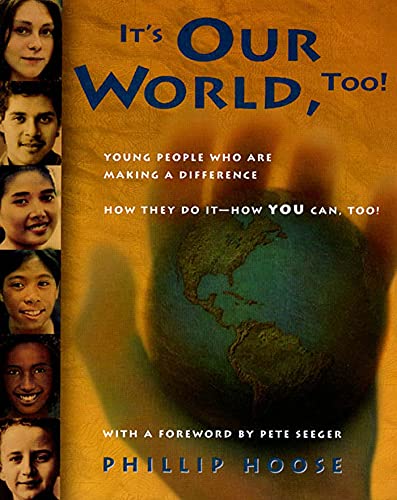 It's Our
World, Too!
Young People Who Are
Making a Difference
How They Do It—How YOU Can, Too!
With a Foreword by Pete Seeger
Phillip Hoose